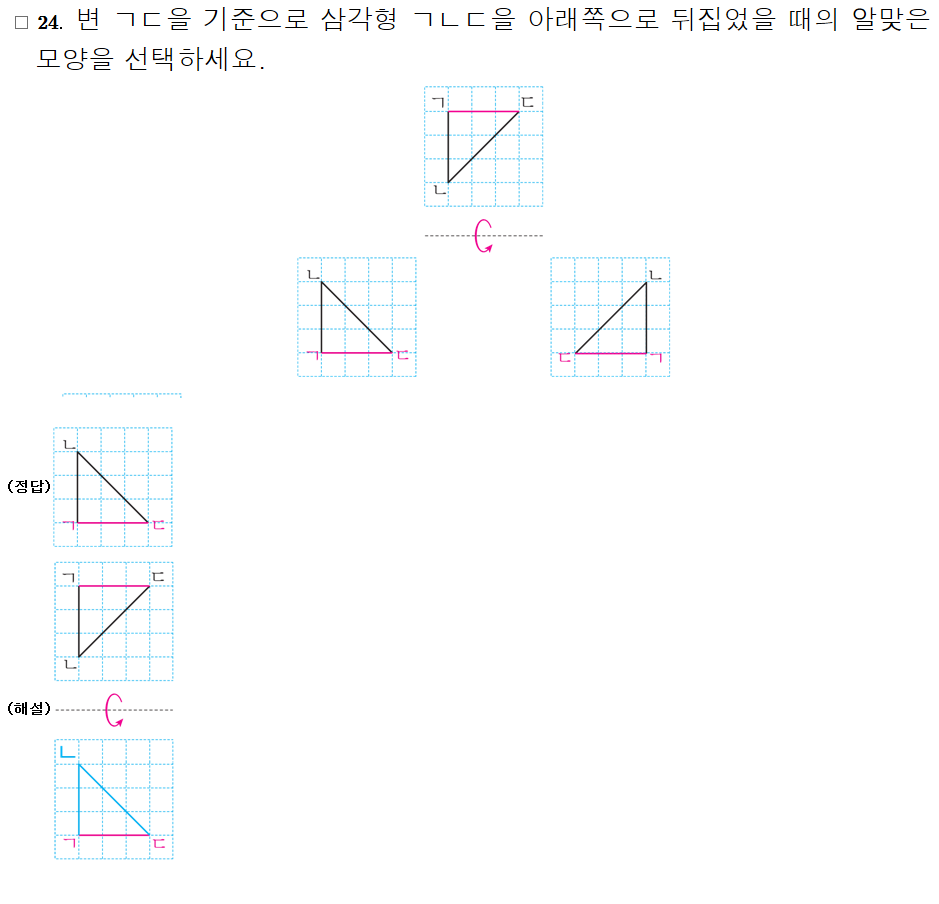 □ 24. 변 ㄱㄷ을 기준으로 삼각형 ㄱㄴㄷ을 아래쪽으로 뒤집었을 때의 알맞은
모양을 선택하세요.
ㄱ ㄷ
ㄴ
ㄴ ㄴ
ㄱ ㄷ ㄷ ㄱ
ㄴ
(정답)
ㄱ ㄷ
ㄱ ㄷ
ㄴ
(해설)
ㄴ
ㄱ ㄷ